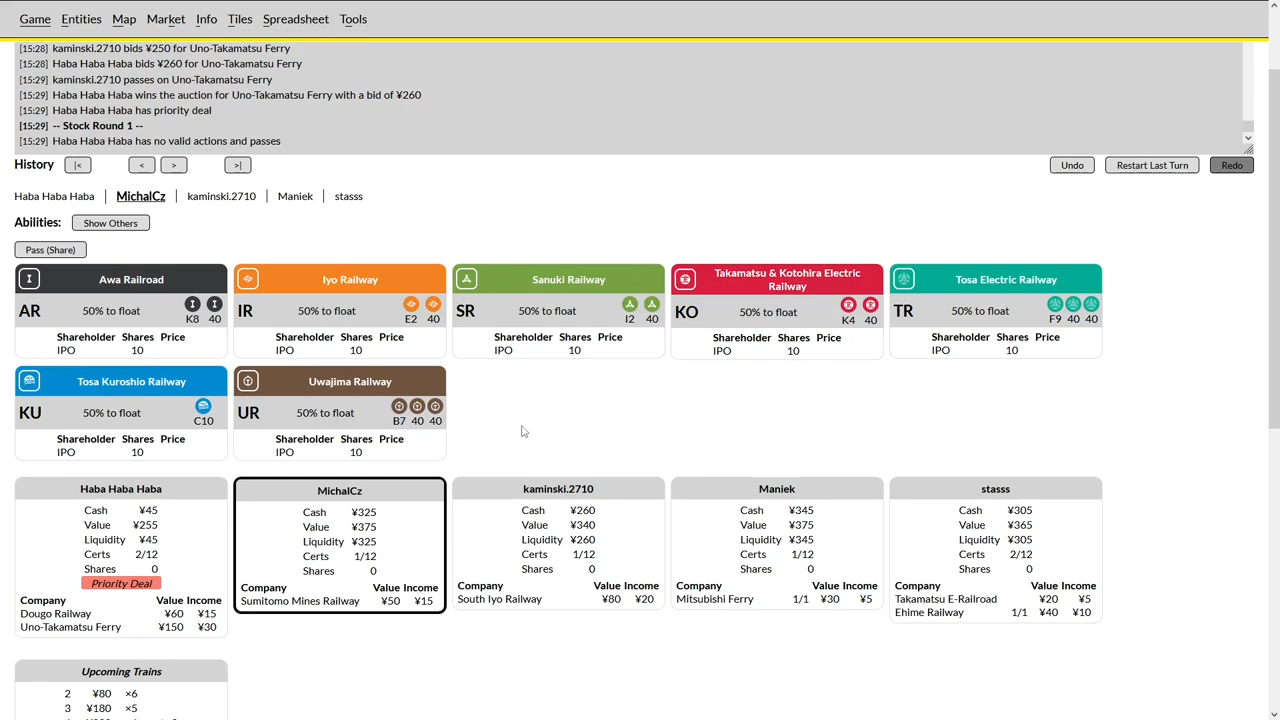 Game Entities Map Market Info Tiles Spreadsheet Tools
[15:28] kaminski.2710 bids ¥250 for Uno-Takamatsu Ferry
[15:28] Haba Haba Haba bids ¥260 for Uno-Takamatsu Ferry
[15:29] kaminski.2710 passes on Uno-Takamatsu Ferry
[15:29] Haba Haba Haba wins the auction for Uno-Takamatsu Ferry with a bid of ¥260
[15:29] Haba Haba Haba has priority deal
[15:29] -- Stock Round 1 --
[15:29] Haba Haba Haba has no valid actions and passes
History |< < > >| Undo Restart Last Turn Redo
Haba Haba Haba MichalCz kaminski.2710 Maniek stasss
Abilities: Show Others
Pass (Share)
Awa Railroad
AR 50% to float K8 40
Shareholder Shares Price
IPO 10
Iyo Railway
IR 50% to float E2 40
Shareholder Shares Price
IPO 10
Sanuki Railway
SR 50% to float I2 40
Shareholder Shares Price
IPO 10
Takamatsu & Kotohira Electric
Railway
KO 50% to float K4 40
Shareholder Shares Price
IPO 10
Tosa Electric Railway
TR 50% to float F9 40 40
Shareholder Shares Price
IPO 10
Tosa Kuroshio Railway
KU 50% to float C10
Shareholder Shares Price
IPO 10
Uwajima Railway
UR 50% to float B7 40 40
Shareholder Shares Price
IPO 10
Haba Haba Haba
Cash ¥45
Value ¥255
Liquidity ¥45
Certs 2/12
Shares 0
Priority Deal
Company Value Income
Dougo Railway ¥60 ¥15
Uno-Takamatsu Ferry ¥150 ¥30
MichalCz
Cash ¥325
Value ¥375
Liquidity ¥325
Certs 1/12
Shares 0
Company Value Income
Sumitomo Mines Railway ¥50 ¥15
kaminski.2710
Cash ¥260
Value ¥340
Liquidity ¥260
Certs 1/12
Shares 0
Company Value Income
South Iyo Railway ¥80 ¥20
Maniek
Cash ¥345
Value ¥375
Liquidity ¥345
Certs 1/12
Shares 0
Company Value Income
Mitsubishi Ferry 1/1 ¥30 ¥5
stasss
Cash ¥305
Value ¥365
Liquidity ¥305
Certs 2/12
Shares 0
Company Value Income
Takamatsu E-Railroad ¥20 ¥5
Ehime Railway 1/1 ¥40 ¥10
Upcoming Trains
2 ¥80 ×6
3 ¥180 ×5